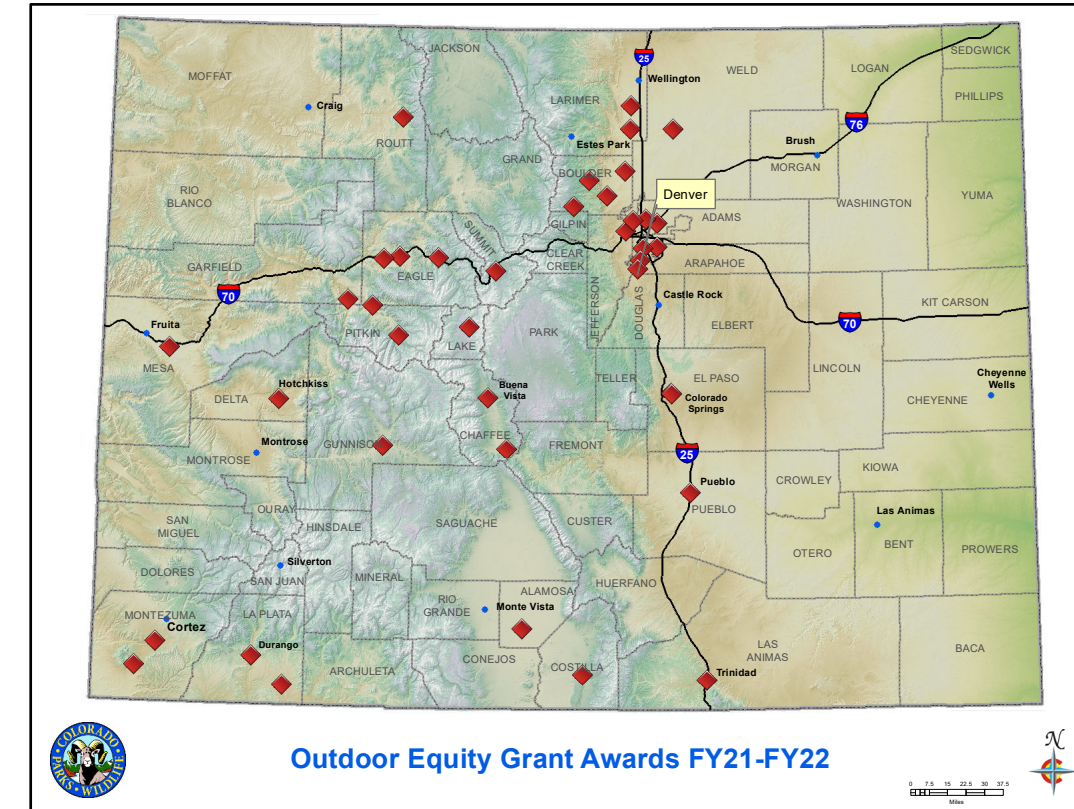 JACKSON
SEDGWICK
25
MOFFAT
Wellington
WELD
LOGAN
PHILLIPS
LARIMER
Craig
76
ROUTT
Estes Park
Brush
GRAND
MORGAN
BOULDER
RIO
BLANCO
Denver
WASHINGTON
YUMA
ADAMS
GILPIN
SUMMIT
CLEAR
CREEK
GARFIELD
EAGLE
ARAPAHOE
70
JEFFERSON
DOUGLAS
Castle Rock
KIT CARSON
Fruita
PITKIN
PARK
ELBERT
70
LAKE
MESA
TELLER
EL PASO
LINCOLN
Cheyenne
Wells
Hotchkiss
Buena
Vista
DELTA
Colorado
Springs
CHEYENNE
CHAFFEE
Montrose
GUNNISON
FREMONT
MONTROSE
25
KIOWA
Pueblo
CROWLEY
OURAY
PUEBLO
SAN
MIGUEL
HINSDALE
SAGUACHE
CUSTER
Las Animas
BENT
PROWERS
OTERO
Silverton
DOLORES
SAN JUAN
MINERAL
HUERFANO
ALAMOSA
RIO
GRANDE
Monte Vista
MONTEZUMA
LA PLATA
Cortez
Durango
LAS
ANIMAS
BACA
CONEJOS
COSTILLA
ARCHULETA
Trinidad
COLORADO
PARKS • WILDLIFE
Outdoor Equity Grant Awards FY21-FY22
N
0 7.5 15 22.5 30 37.5
Miles